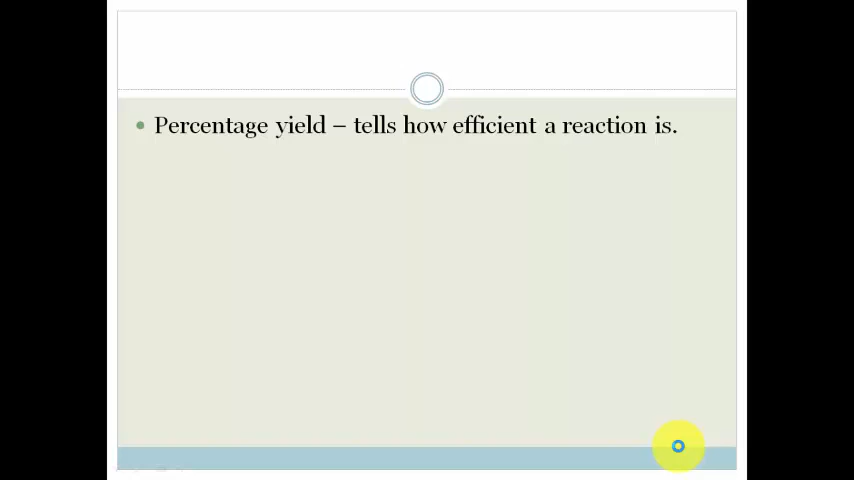 Percentage yield – tells how efficient a reaction is.